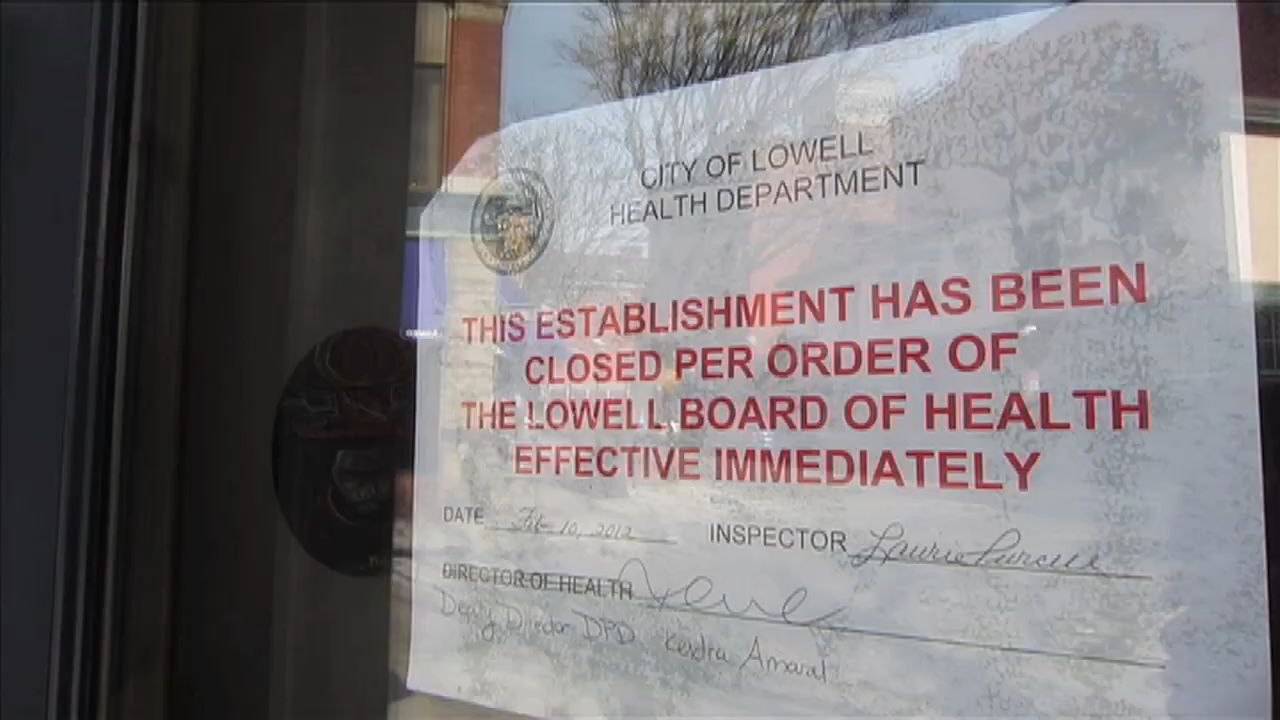 CITY OF LOWELL
HEALTH DEPARTMENT
THIS ESTABLISHMENT HAS BEEN
CLOSED PER ORDER OF
THE LOWELL BOARD OF HEALTH
EFFECTIVE IMMEDIATELY
DATE Feb 10, 2012 INSPECTOR Laurie Purcell
DIRECTOR OF HEALTH
Deputy Director DPD Kendra Amaral